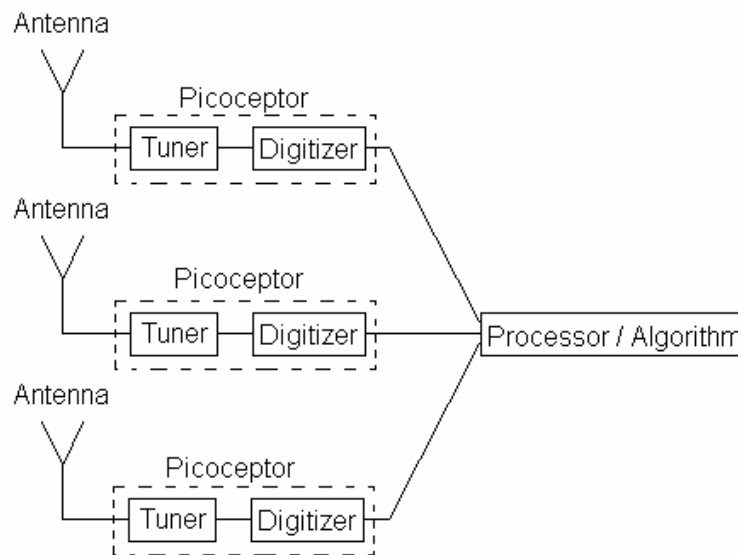 Antenna
Picoceptor
Tuner
Digitizer
Antenna
Picoceptor
Tuner
Digitizer
Processor / Algorithm
Antenna
Picoceptor
Tuner
Digitizer